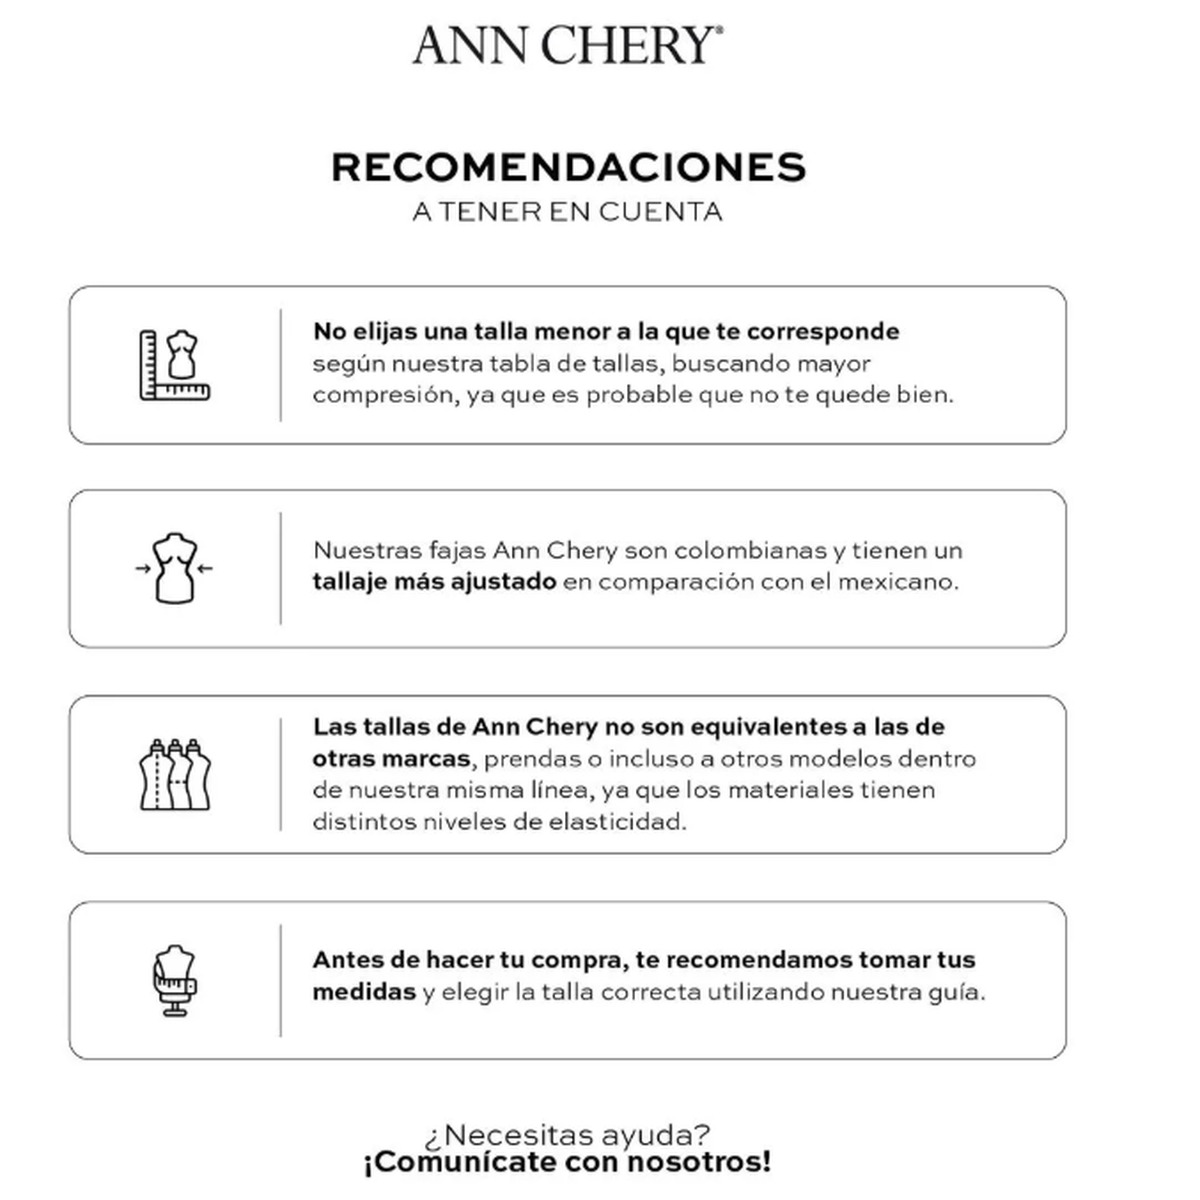 ANN CHERY®
RECOMENDACIONES
A TENER EN CUENTA
No elijas una talla menor a la que te corresponde
según nuestra tabla de tallas, buscando mayor
compresión, ya que es probable que no te quede bien.
Nuestras fajas Ann Chery son colombianas y tienen un
tallaje más ajustado en comparación con el mexicano.
Las tallas de Ann Chery no son equivalentes a las de
otras marcas, prendas o incluso a otros modelos dentro
de nuestra misma línea, ya que los materiales tienen
distintos niveles de elasticidad.
Antes de hacer tu compra, te recomendamos tomar tus
medidas y elegir la talla correcta utilizando nuestra guía.
¿Necesitas ayuda?
¡Comunícate con nosotros!